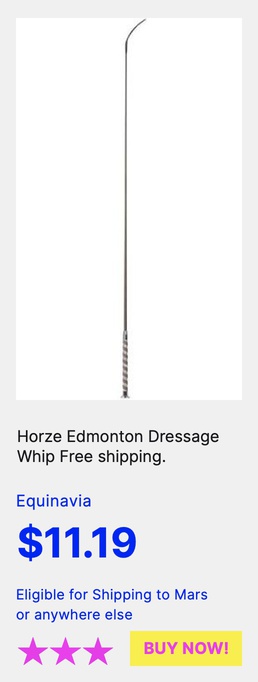 Horze Edmonton Dressage
Whip Free shipping.
Equinavia
$11.19
Eligible for Shipping to Mars
or anywhere else
BUY NOW!